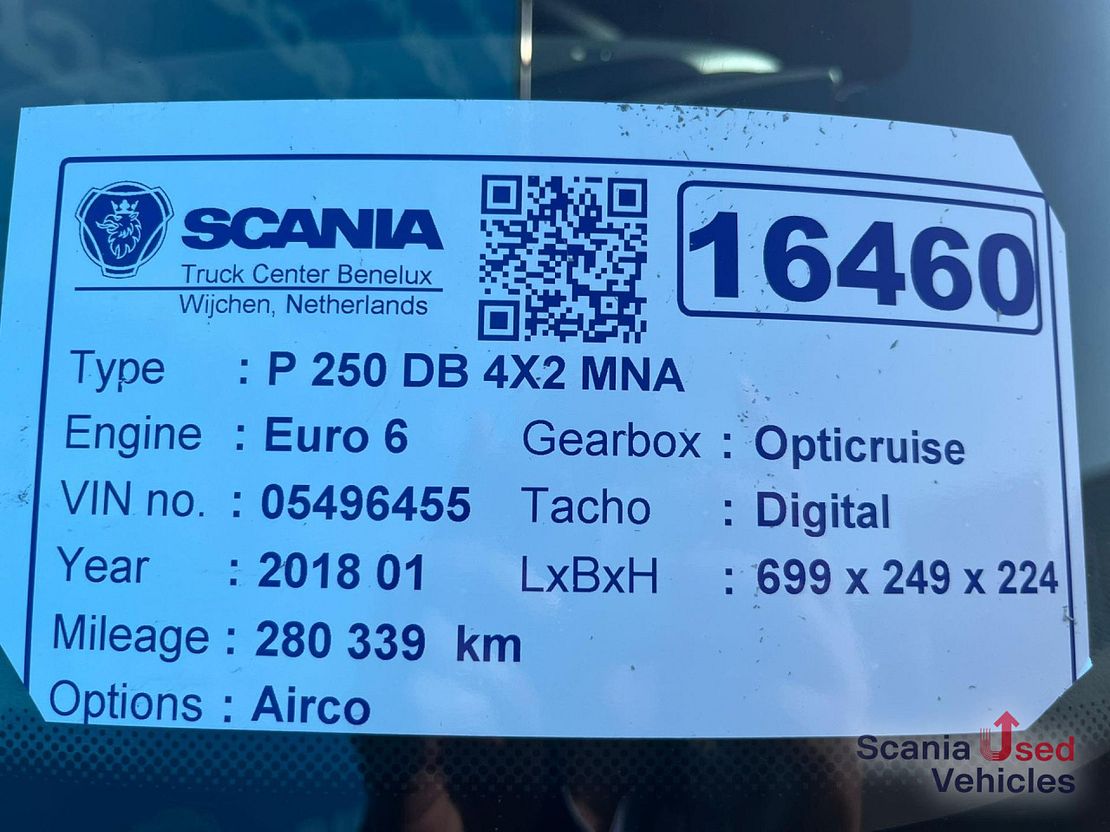 SCANIA
Truck Center Benelux
Wijchen, Netherlands
16460
Type : P 250 DB 4X2 MNA
Engine : Euro 6 Gearbox : Opticruise
VIN no. : 05496455 Tacho : Digital
Year : 2018 01 LxBxH : 699 x 249 x 224
Mileage : 280 339 km
Options : Airco
Scania Used
Vehicles